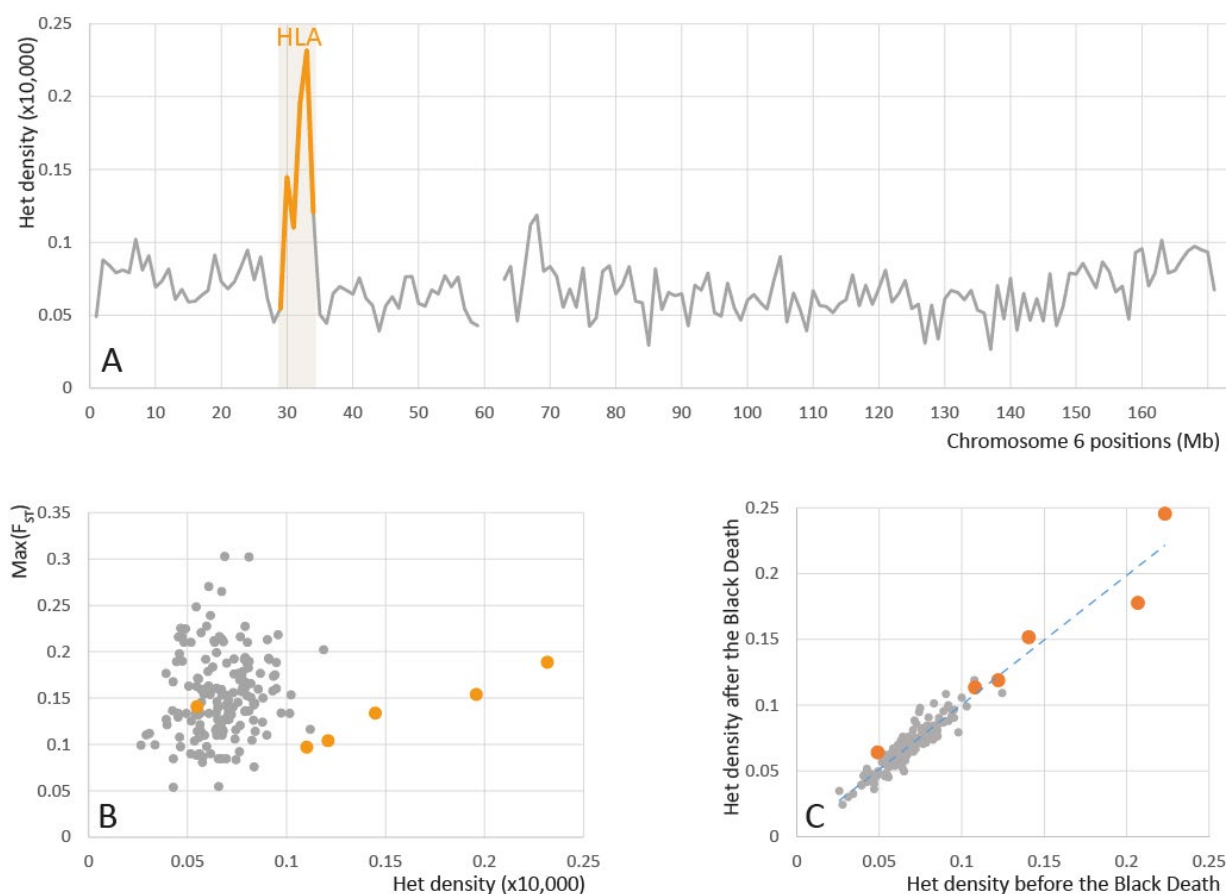 0.25
HLA
0.2
0.15
0.1
0.05
0
Het density (x10,000)
A
0 10 20 30 40 50 60 70 80 90 100 110 120 130 140 150 160
Chromosome 6 positions (Mb)
0.35
0.3
0.25
0.2
0.15
0.1
0.05
0
Max(F_ST)
B
0 0.05 0.1 0.15 0.2 0.25
Het density (x10,000)
0.25
0.2
0.15
0.1
0.05
0
Het density after the Black Death
C
0 0.05 0.1 0.15 0.2 0.25
Het density before the Black Death